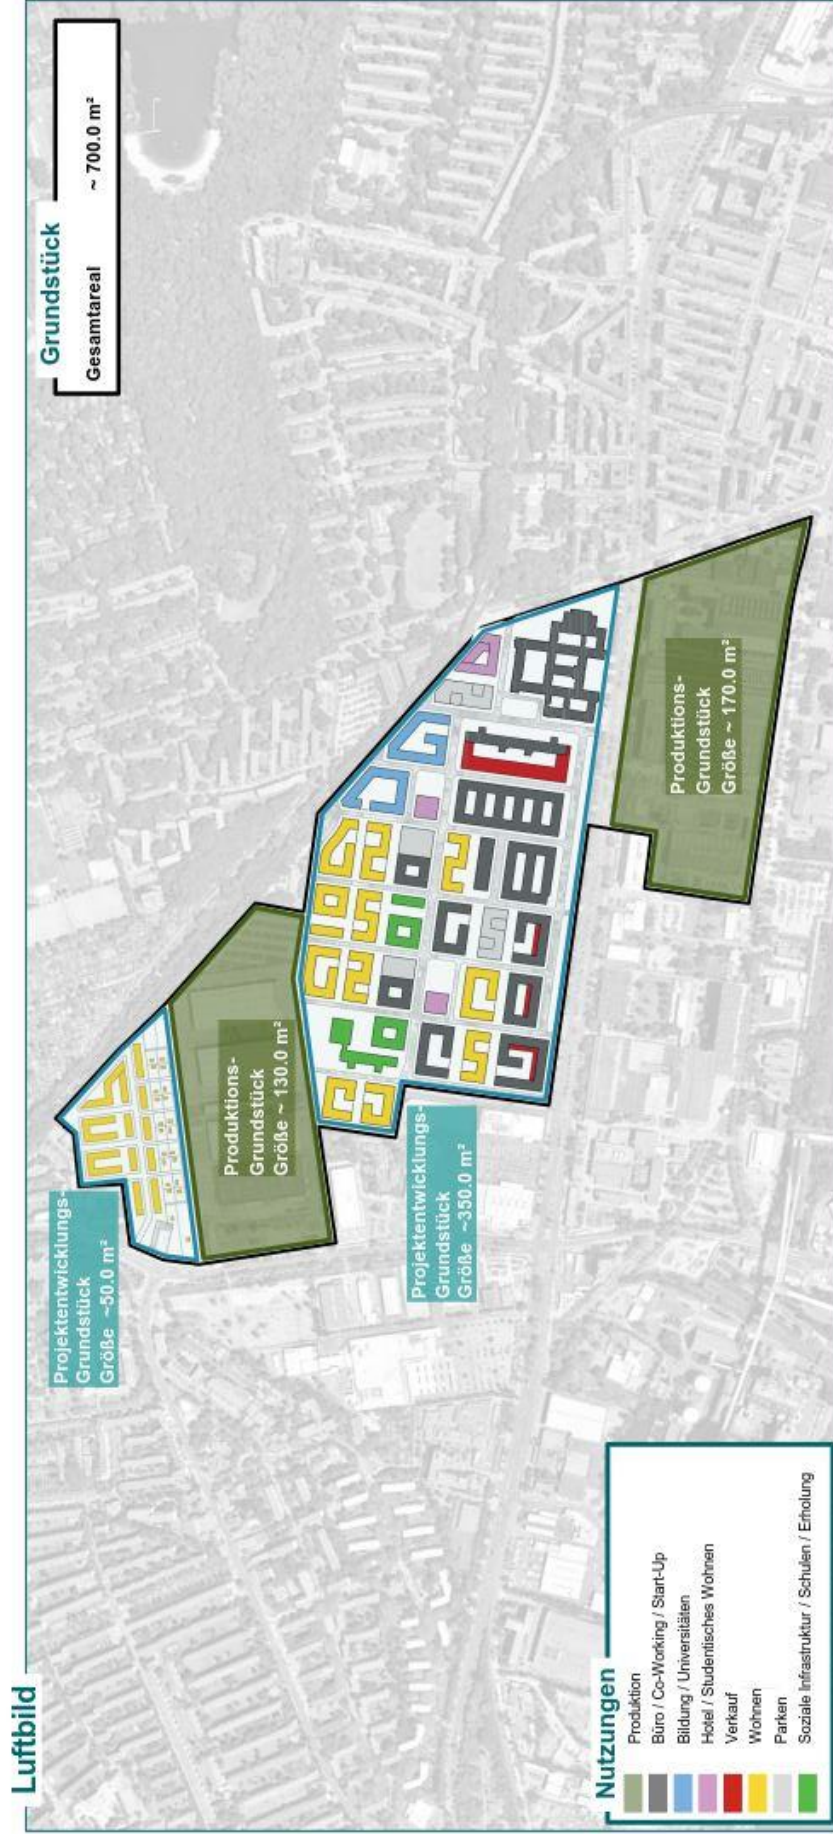 Luftbild
Grundstück
Gesamtareal ~ 700.0 m²
Projektentwicklungs-
Grundstück
Größe ~50.0 m²
Produktions-
Grundstück
Größe ~ 130.0 m²
Projektentwicklungs-
Grundstück
Größe ~350.0 m²
Produktions-
Grundstück
Größe ~ 170.0 m²
Nutzungen
Produktion
Büro / Co-Working / Start-Up
Bildung / Universitäten
Hotel / Studentisches Wohnen
Verkauf
Wohnen
Parken
Soziale Infrastruktur / Schulen / Erholung